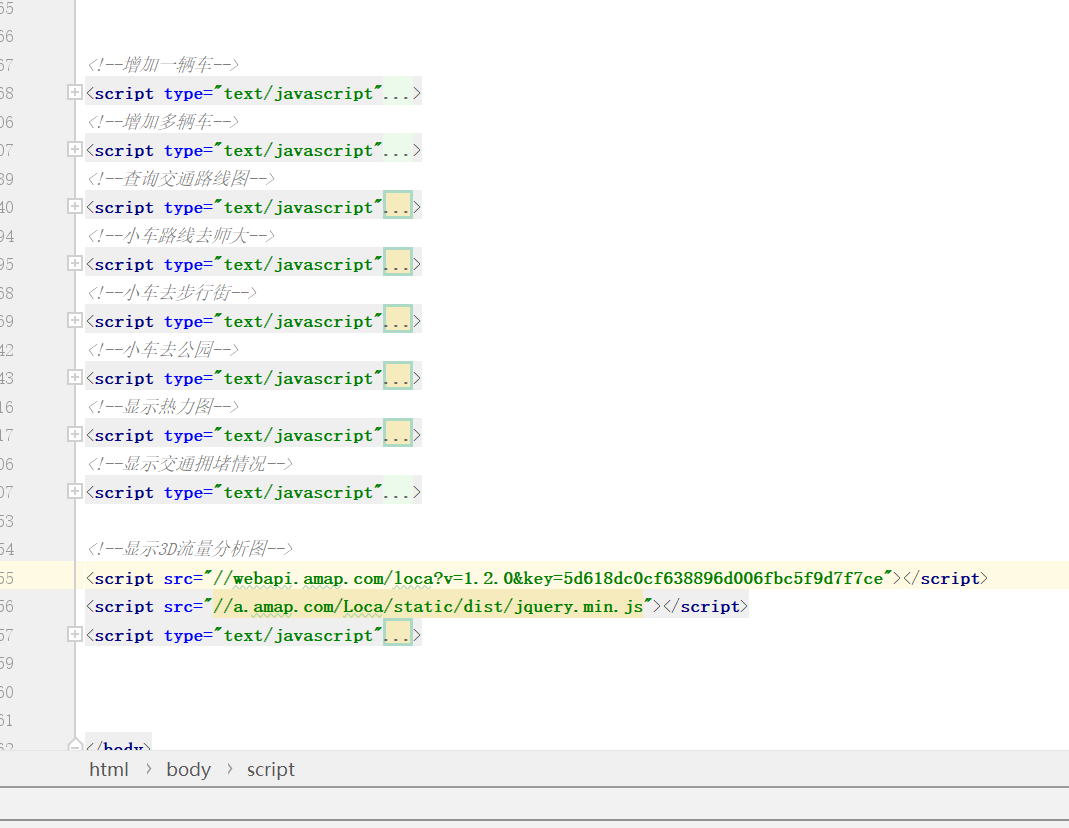 65
66
67 <!--增加一辆车-->
68 <script type="text/javascript"...>
06 <!--增加多辆车-->
07 <script type="text/javascript"...>
39 <!--查询交通路线图-->
40 <script type="text/javascript"...>
94 <!--小车路线去师大-->
95 <script type="text/javascript"...>
68 <!--小车去步行街-->
69 <script type="text/javascript"...>
42 <!--小车去公园-->
43 <script type="text/javascript"...>
16 <!--显示热力图-->
17 <script type="text/javascript"...>
06 <!--显示交通拥堵情况-->
07 <script type="text/javascript"...>
53
54 <!--显示3D流量分析图-->
55 <script src="//webapi.amap.com/loca?v=1.2.0&key=5d618dc0cf638896d006fbc5f9d7f7ce"></script>
56 <script src="//a.amap.com/Loca/static/dist/jquery.min.js"></script>
57 <script type="text/javascript"...>
59
60
61
62 </body>
html › body › script